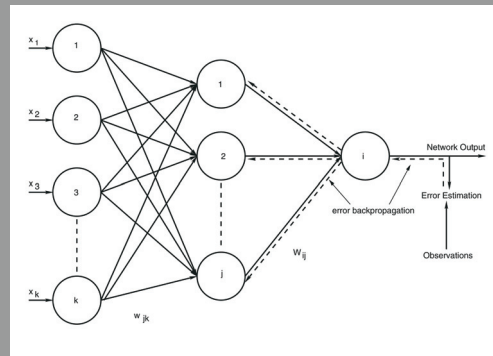 x1
1
x2
2
x3
3
xk
k
wjk
1
2
j
Wij
i
error backpropagation
Network Output
Error Estimation
Observations